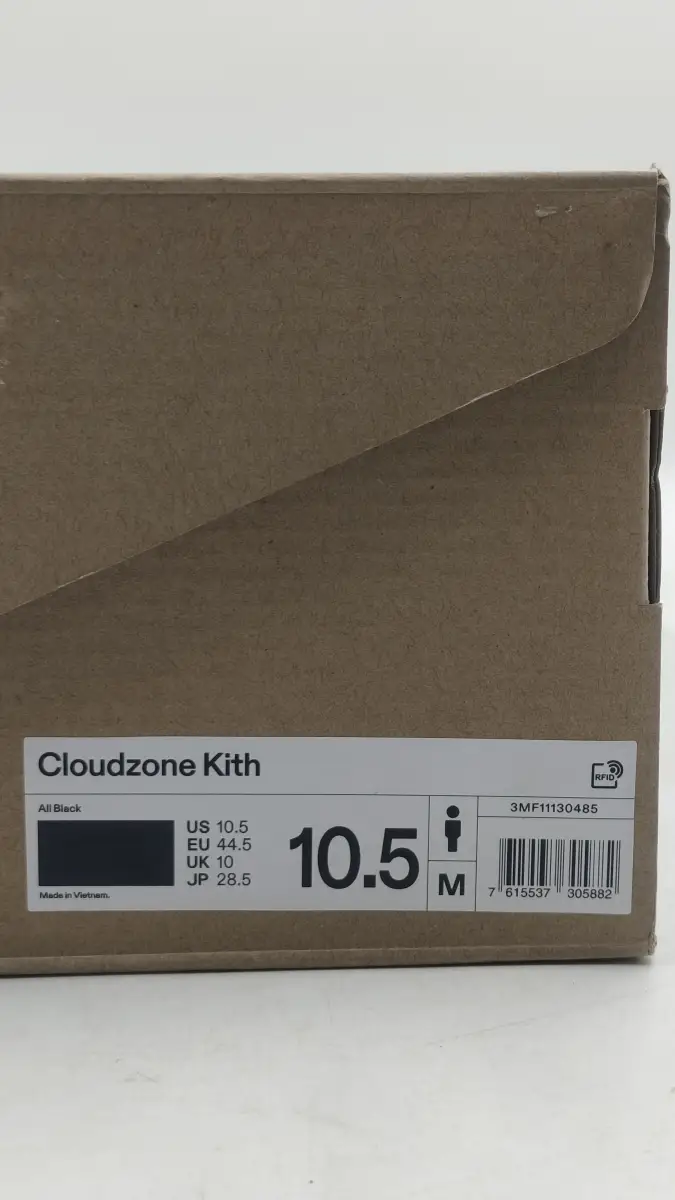 Cloudzone Kith
RFID
All Black
US 10.5
EU 44.5
UK 10
JP 28.5
Made in Vietnam.
10.5
M
3MF11130485
7 615537 305882